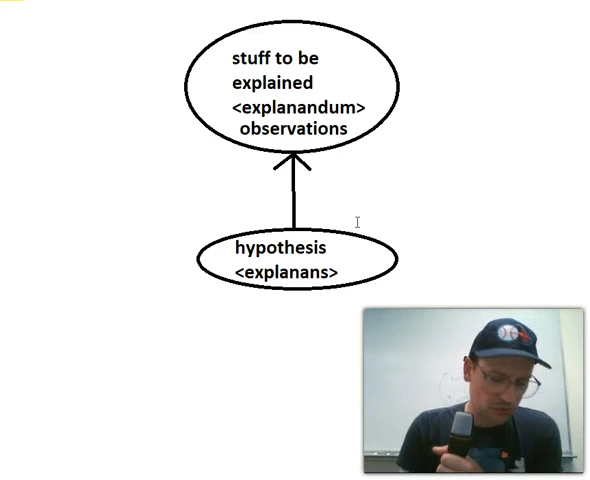 stuff to be
explained
<explanandum>
observations
hypothesis
<explanans>